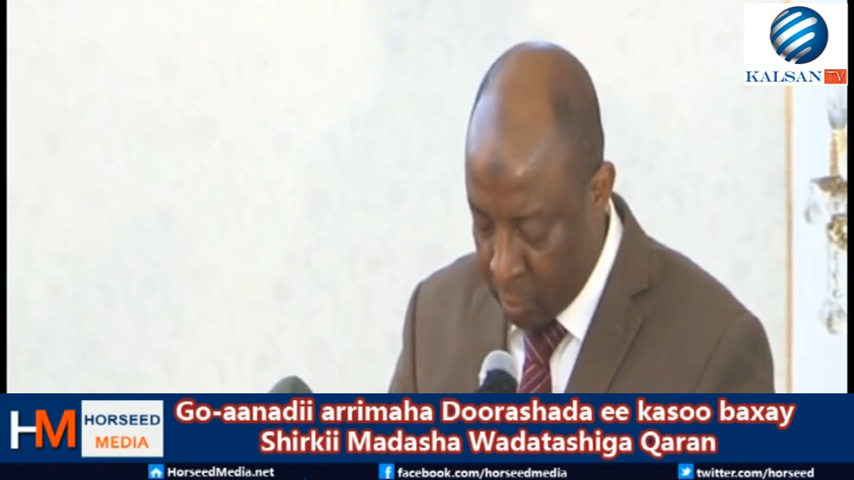 KALSAN TV
HM HORSEED MEDIA
Go-aanadii arrimaha Doorashada ee kasoo baxay
Shirkii Madasha Wadatashiga Qaran
HorseedMedia.net
facebook.com/horseedmedia
twitter.com/horseed